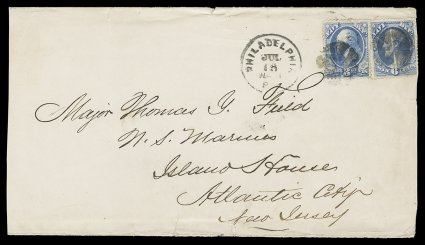 PHILADELPHIA
JUL
18
Major Thomas Y. Field
U.S. Marines
Island House
Atlantic City
New Jersey